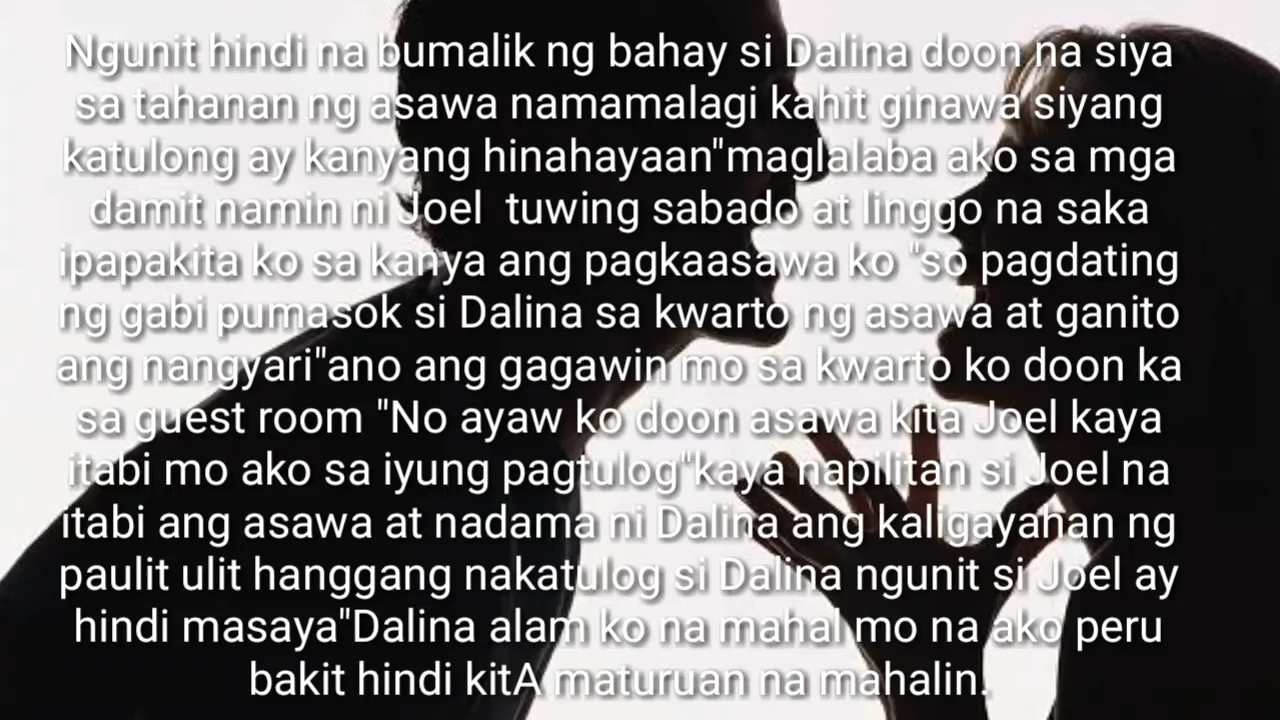 Ngunit hindi na bumalik ng bahay si Dalina doon na siya
sa tahanan ng asawa namamalagi kahit ginawa siyang
katulong ay kanyang hinahayaan"maglalaba ako sa mga
damit namin ni Joel  tuwing sabado at linggo na saka
ipapakita ko sa kanya ang pagkaasawa ko "so pagdating
ng gabi pumasok si Dalina sa kwarto ng asawa at ganito
ang nangyari"ano ang gagawin mo sa kwarto ko doon ka
sa guest room "No ayaw ko doon asawa kita Joel kaya
itabi mo ako sa iyung pagtulog"kaya napilitan si Joel na
itabi ang asawa at nadama ni Dalina ang kaligayahan ng
paulit ulit hanggang nakatulog si Dalina ngunit si Joel ay
hindi masaya"Dalina alam ko na mahal mo na ako peru
bakit hindi kitA maturuan na mahalin.